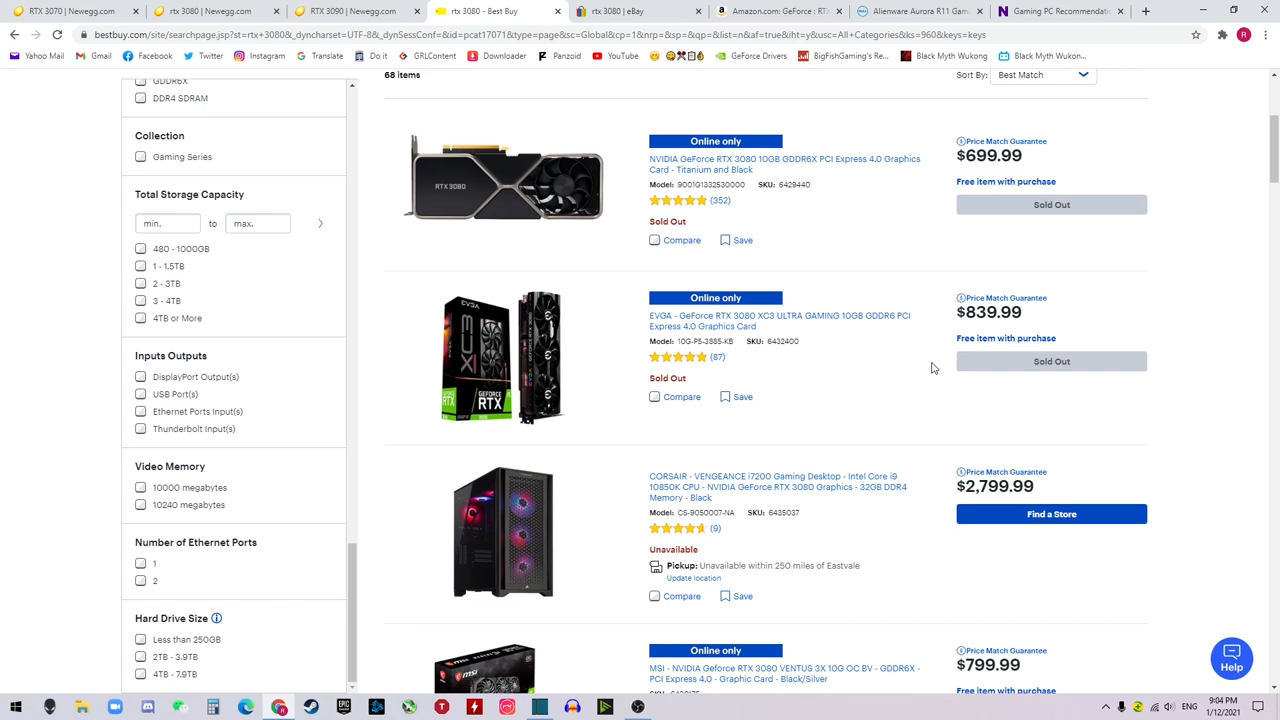 RTX 3070 | Newegg.com
rtx 3080 | Newegg.com
RTX 3090 | Newegg.com
rtx 3080 - Best Buy
rtx 3080 | eBay
Amazon.com: RTX
Alienware Aurora R11 Gaming
NowInStock.net
bestbuy.com/site/searchpage.jsp?st=rtx+3080&_dyncharset=UTF-8&_dynSessConf=&id=pcat17071&type=page&sc=Global&cp=1&nrp=&sp=&qp=&list=n&af=true&iht=y&usc=All+Categories&ks=960&keys=keys
R
Yahoo Mail
Gmail
Facebook
Twitter
Instagram
Translate
Do it
GRLContent
Downloader
Panzoid
YouTube
GeForce Drivers
BigFishGaming's Re...
Black Myth Wukong
Black Myth Wukon...
68 items
Sort By: Best Match
GDDR6X
DDR4 SDRAM
Collection
Gaming Series
Total Storage Capacity
min.
to
max.
480 - 1000GB
1 - 1.5TB
2 - 3TB
3 - 4TB
4TB or More
Inputs Outputs
DisplayPort Output(s)
USB Port(s)
Ethernet Ports Input(s)
Thunderbolt Input(s)
Video Memory
10000 megabytes
10240 megabytes
Number of Ethernet Ports
1
2
Hard Drive Size
Less than 250GB
2TB - 3.9TB
4TB - 7.9TB
RTX 3080
Online only
NVIDIA GeForce RTX 3080 10GB GDDR6X PCI Express 4.0 Graphics
Card - Titanium and Black
Model: 9001G1332530000 SKU: 6429440
(352)
Sold Out
Compare
Save
Price Match Guarantee
$699.99
Free item with purchase
Sold Out
EVGA
XC3
GEFORCE
RTX
Online only
EVGA - GeForce RTX 3080 XC3 ULTRA GAMING 10GB GDDR6 PCI
Express 4.0 Graphics Card
Model: 10G-P5-3885-KB SKU: 6432400
(87)
Sold Out
Compare
Save
Price Match Guarantee
$839.99
Free item with purchase
Sold Out
CORSAIR - VENGEANCE i7200 Gaming Desktop - Intel Core i9
10850K CPU - NVIDIA GeForce RTX 3080 Graphics - 32GB DDR4
Memory - Black
Model: CS-9050007-NA SKU: 6435037
(9)
Unavailable
Pickup: Unavailable within 250 miles of Eastvale
Update location
Compare
Save
Price Match Guarantee
$2,799.99
Find a Store
msi
Online only
MSI - NVIDIA Geforce RTX 3080 VENTUS 3X 10G OC BV - GDDR6X -
PCI Express 4.0 - Graphic Card - Black/Silver
Price Match Guarantee
$799.99
Free item with purchase
Help
ENG
9:04 PM
1/12/2021